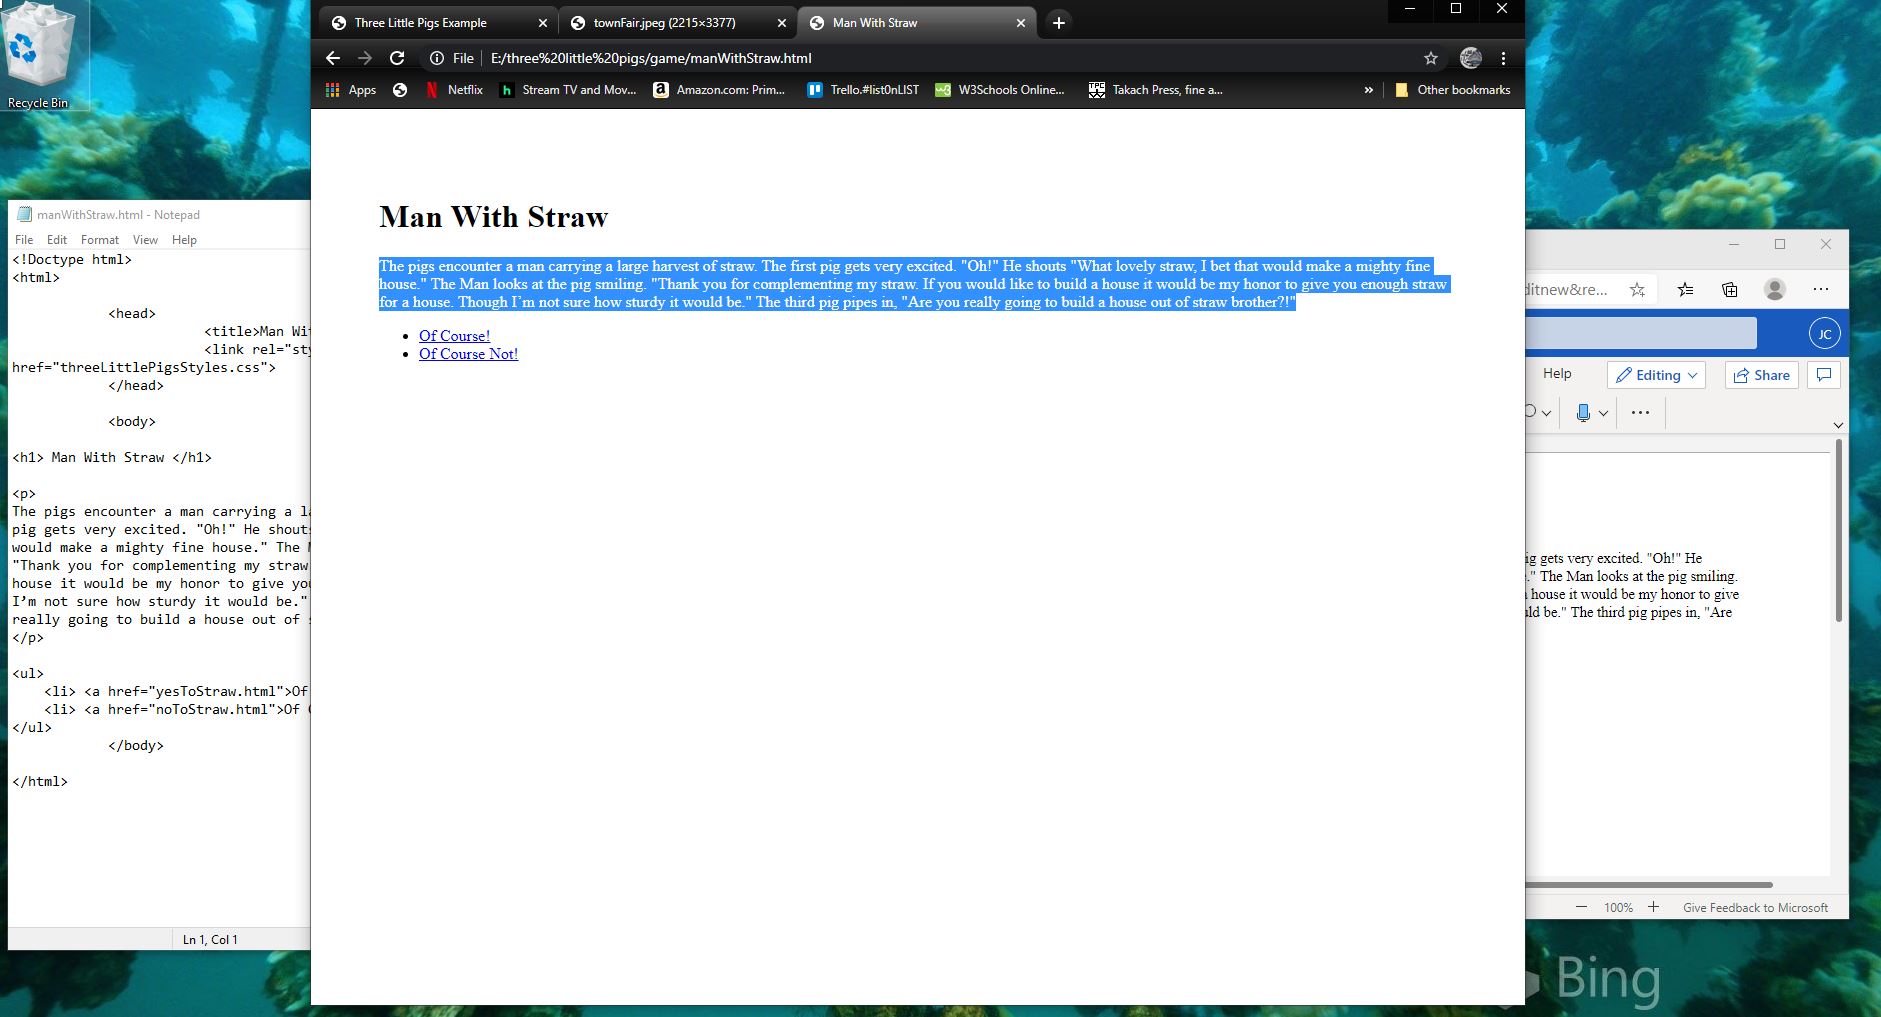 Recycle Bin
Three Little Pigs Example
townFair.jpeg (2215×3377)
Man With Straw
File
E:/three%20little%20pigs/game/manWithStraw.html
Apps
Netflix
h
Stream TV and Mov...
a
Amazon.com: Prim...
Trello.#list0nLIST
W3Schools Online...
TPC
Takach Press, fine a...
»
Other bookmarks
Man With Straw
The pigs encounter a man carrying a large harvest of straw. The first pig gets very excited. "Oh!" He shouts "What lovely straw, I bet that would make a mighty fine
house." The Man looks at the pig smiling. "Thank you for complementing my straw. If you would like to build a house it would be my honor to give you enough straw
for a house. Though I’m not sure how sturdy it would be." The third pig pipes in, "Are you really going to build a house out of straw brother?!"
Of Course!
Of Course Not!
manWithStraw.html - Notepad
File Edit Format View Help
<!Doctype html>
<html>
<head>
<title>Man Wi
<link rel="sty
href="threeLittlePigsStyles.css">
</head>
<body>
<h1> Man With Straw </h1>
<p>
The pigs encounter a man carrying a la
pig gets very excited. "Oh!" He shouts
would make a mighty fine house." The M
"Thank you for complementing my straw
house it would be my honor to give you
I’m not sure how sturdy it would be."
really going to build a house out of s
</p>
<ul>
<li> <a href="yesToStraw.html">Of
<li> <a href="noToStraw.html">Of C
</ul>
</body>
</html>
Ln 1, Col 1
ditnew&re...
JC
Help
Editing
Share
ig gets very excited. "Oh!" He
." The Man looks at the pig smiling.
house it would be my honor to give
ld be." The third pig pipes in, "Are
100%
Give Feedback to Microsoft
Bing